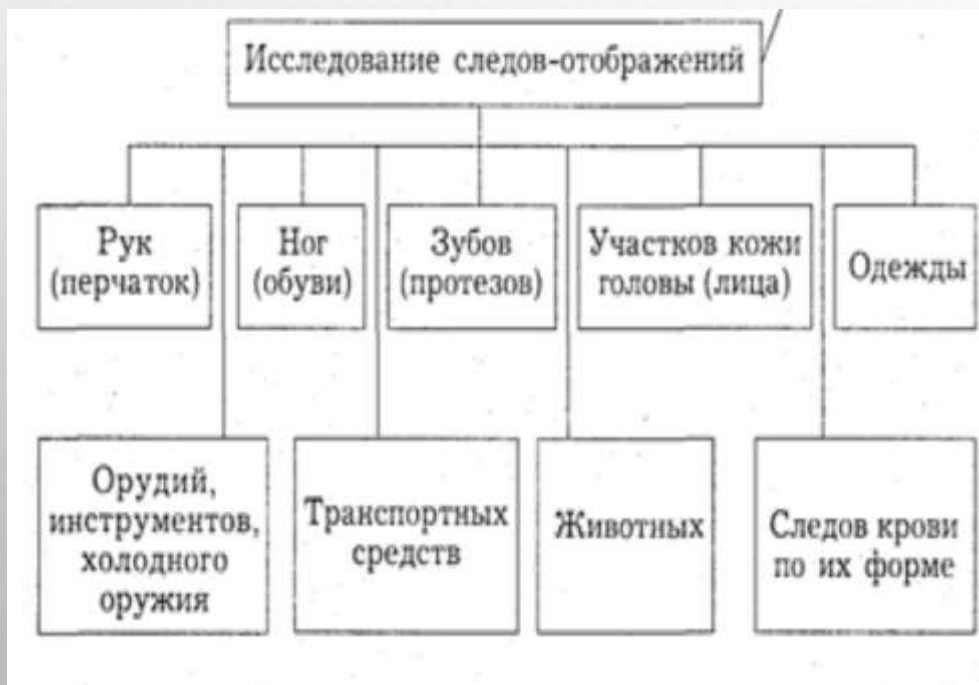 Исследование следов-отображений
Рук
(перчаток)
Ног
(обуви)
Зубов
(протезов)
Участков кожи
головы (лица)
Одежды
Орудий,
инструментов,
холодного
оружия
Транспортных
средств
Животных
Следов крови
по их форме